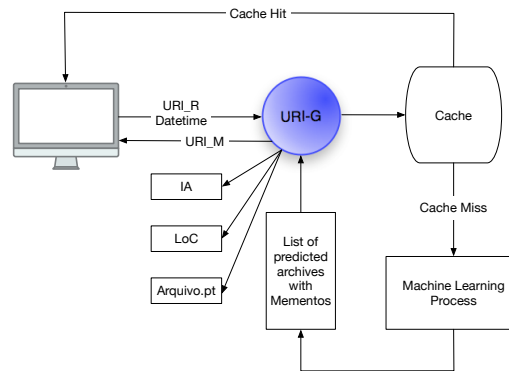 Cache Hit
URI_R
Datetime
URI_M
URI-G
Cache
IA
LoC
Arquivo.pt
List of
predicted
archives
with
Mementos
Cache Miss
Machine Learning
Process